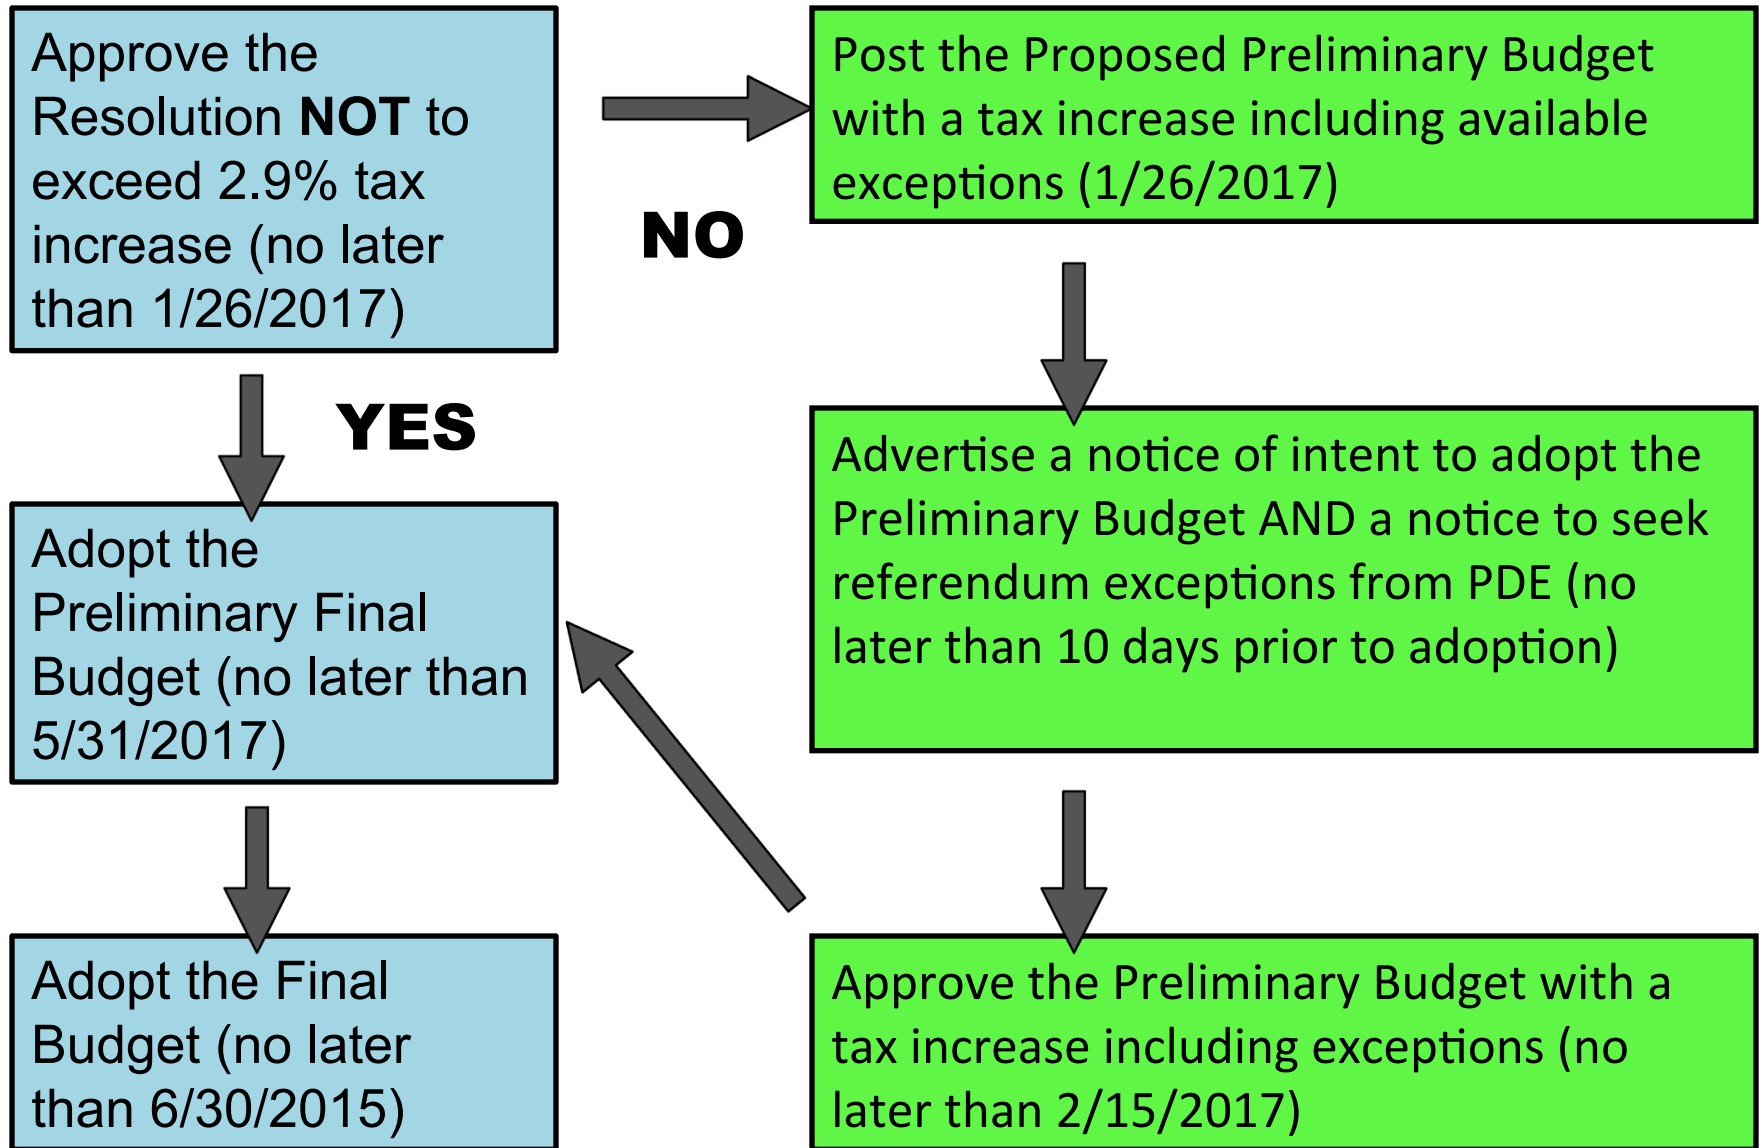 Approve the
Resolution NOT to
exceed 2.9% tax
increase (no later
than 1/26/2017)
NO
Post the Proposed Preliminary Budget
with a tax increase including available
exceptions (1/26/2017)
YES
Advertise a notice of intent to adopt the
Preliminary Budget AND a notice to seek
referendum exceptions from PDE (no
later than 10 days prior to adoption)
Adopt the
Preliminary Final
Budget (no later than
5/31/2017)
Adopt the Final
Budget (no later
than 6/30/2015)
Approve the Preliminary Budget with a
tax increase including exceptions (no
later than 2/15/2017)